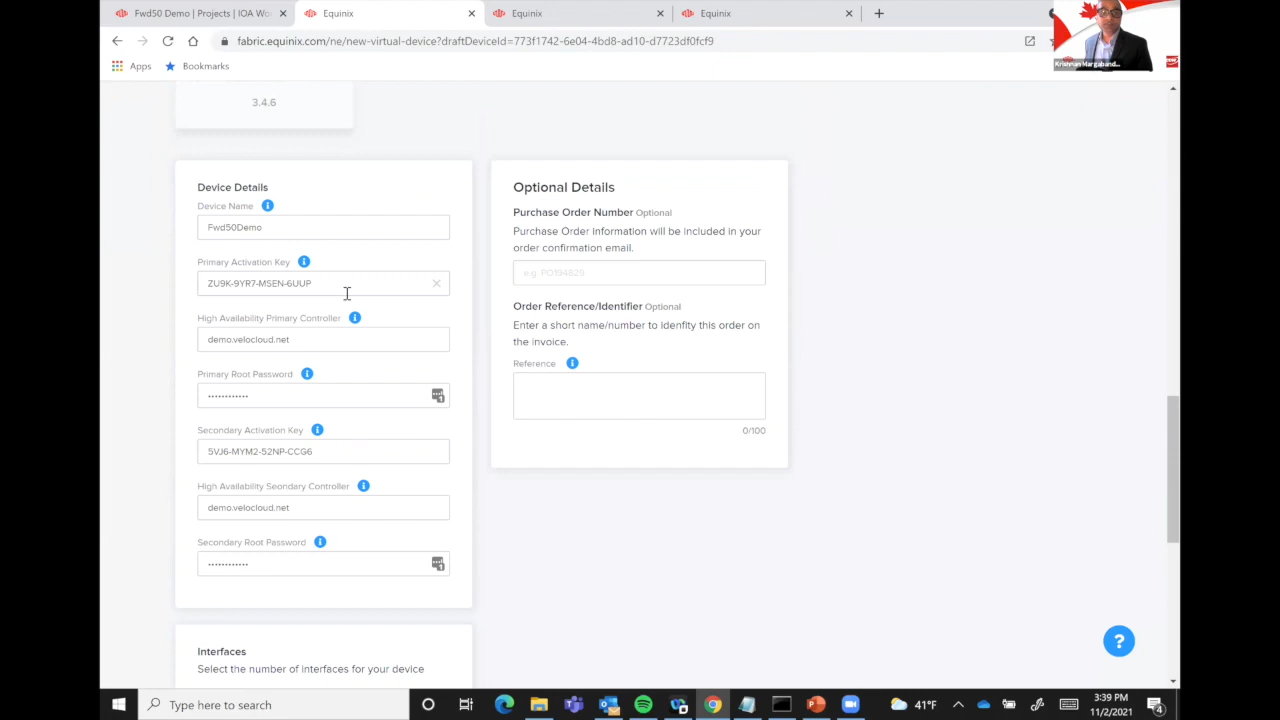 Fwd50 Demo | Projects | IOA Wo
Equinix
Equinix
Equinix
fabric.equinix.com/ne/new-virtual-device?draftDeviceId=773f1742-6e04-4bd8-ad10-d7723df0fcf9
Apps
Bookmarks
Krishnan Margaband...
3.4.6
Device Details
Device Name
Fwd50Demo
Primary Activation Key
ZU9K-9YR7-MSEN-6UUP
High Availability Primary Controller
demo.velocloud.net
Primary Root Password
Secondary Activation Key
5VJ6-MYM2-52NP-CCG6
High Availability Seondary Controller
demo.velocloud.net
Secondary Root Password
Interfaces
Select the number of interfaces for your device
Optional Details
Purchase Order Number Optional
Purchase Order information will be included in your
order confirmation email.
e.g. PO194829
Order Reference/Identifier Optional
Enter a short name/number to idenfity this order on
the invoice.
Reference
0/100
?
Type here to search
41°F
3:39 PM
11/2/2021
4